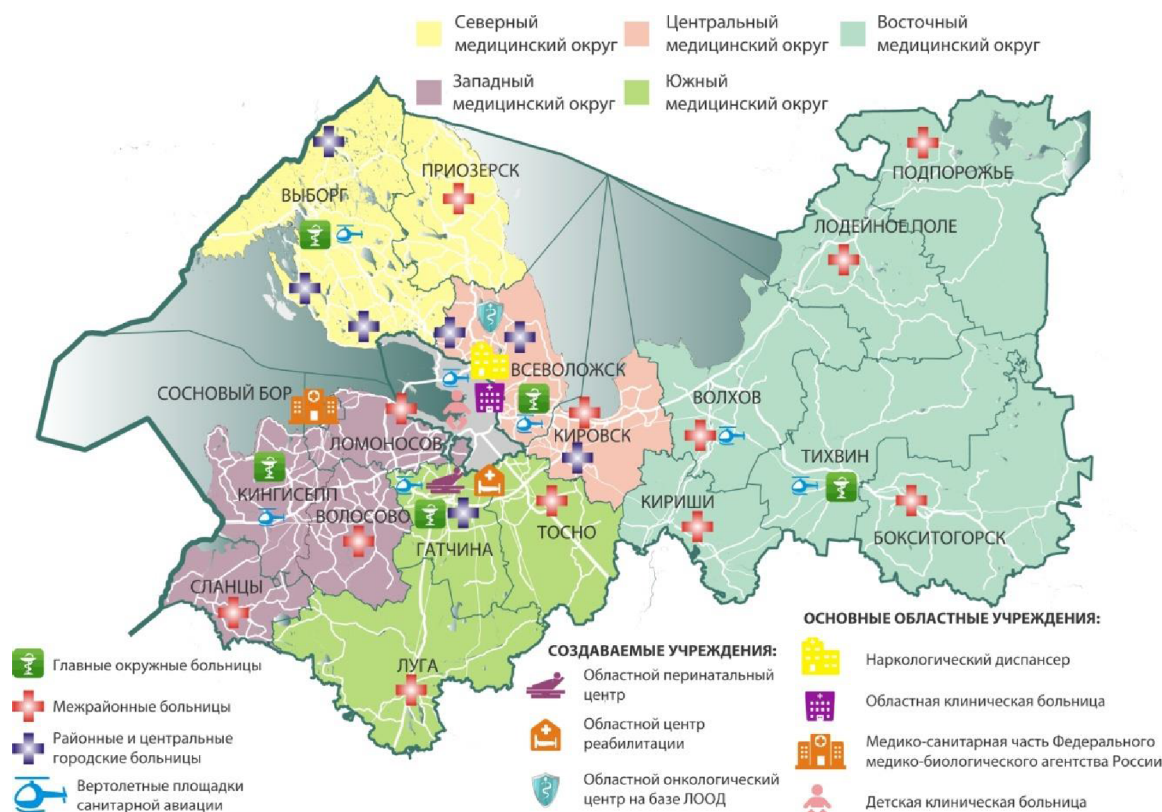 Северный
медицинский округ
Центральный
медицинский округ
Восточный
медицинский округ
Западный
медицинский округ
Южный
медицинский округ
ПРИОЗЕРСК
ВЫБОРГ
ПОДПОРОЖЬЕ
ЛОДЕЙНОЕ ПОЛЕ
ВСЕВОЛОЖСК
СОСНОВЫЙ БОР
ВОЛХОВ
ЛОМОНОСОВ
КИРОВСК
ТИХВИН
КИНГИСЕПП
КИРИШИ
ВОЛОСОВО
ТОСНО
БОКСИТОГОРСК
ГАТЧИНА
СЛАНЦЫ
ЛУГА
Главные окружные больницы
Межрайонные больницы
Районные и центральные
городские больницы
Вертолетные площадки
санитарной авиации
СОЗДАВАЕМЫЕ УЧРЕЖДЕНИЯ:
Областной перинатальный
центр
Областной центр
реабилитации
Областной онкологический
центр на базе ЛООД
ОСНОВНЫЕ ОБЛАСТНЫЕ УЧРЕЖДЕНИЯ:
Наркологический диспансер
Областная клиническая больница
Медико-санитарная часть Федерального
медико-биологического агентства России
Детская клиническая больница